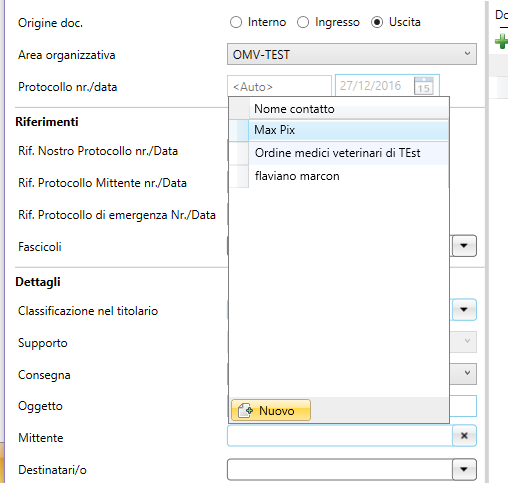 Origine doc. Interno Ingresso Uscita
Area organizzativa OMV-TEST
Protocollo nr./data <Auto> 27/12/2016 15
Nome contatto
Max Pix
Ordine medici veterinari di TEst
flaviano marcon
Nuovo
Riferimenti
Rif. Nostro Protocollo nr./Data
Rif. Protocollo Mittente nr./Data
Rif. Protocollo di emergenza Nr./Data
Fascicoli
Dettagli
Classificazione nel titolario
Supporto
Consegna
Oggetto
Mittente
Destinatari/o